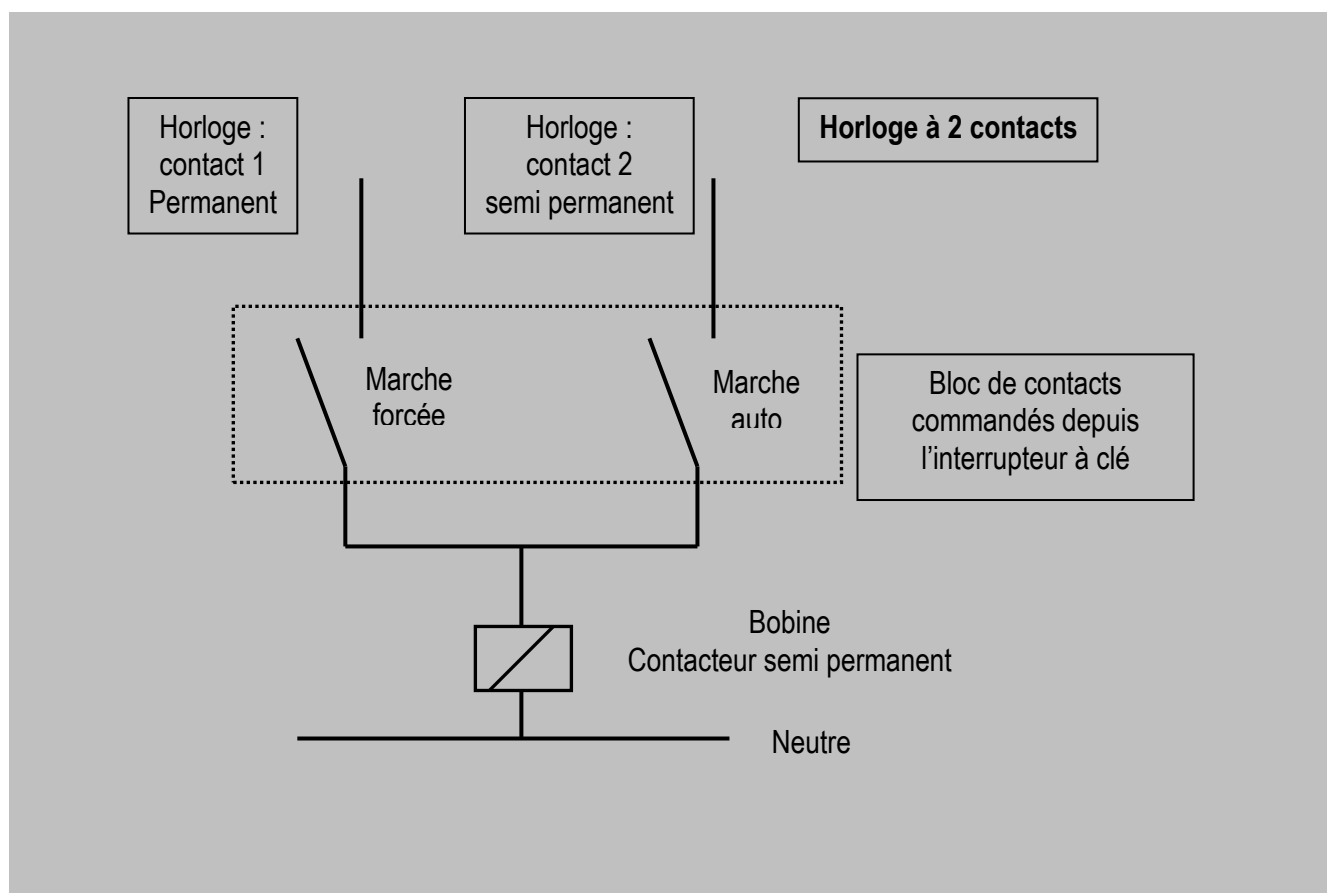 Horloge :
contact 1
Permanent
Horloge :
contact 2
semi permanent
Horloge à 2 contacts
Marche
forcée
Marche
auto
Bloc de contacts
commandés depuis
l’interrupteur à clé
Bobine
Contacteur semi permanent
Neutre